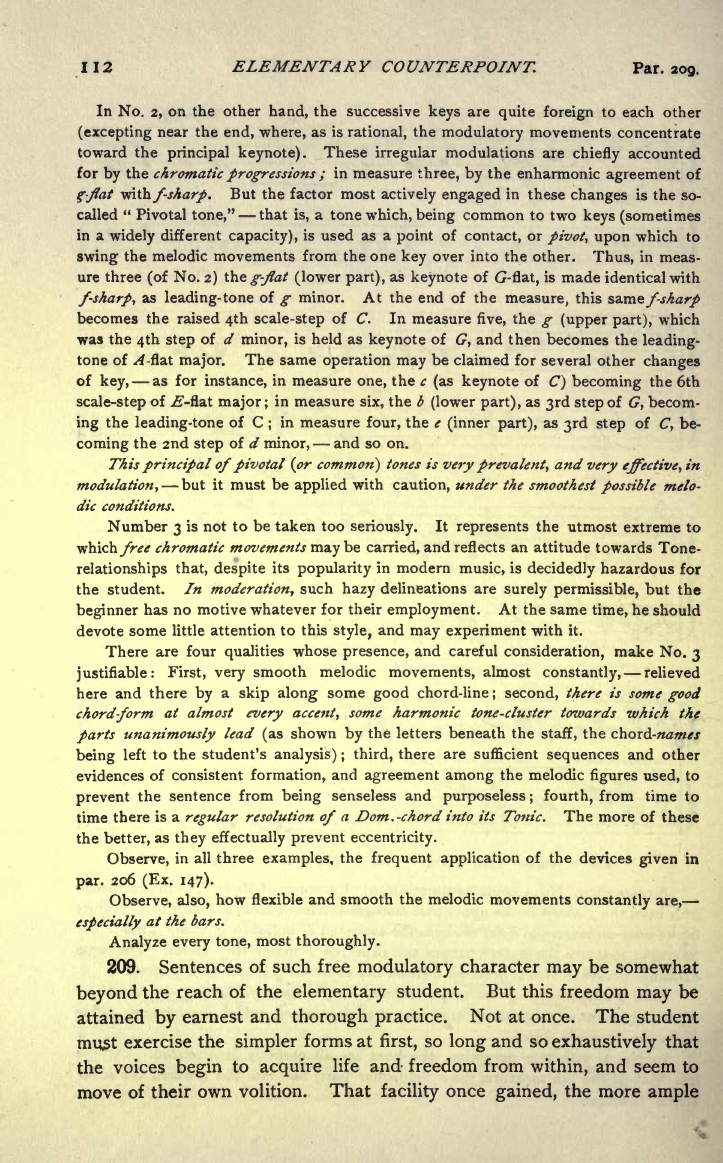 112 ELEMENTARY COUNTERPOINT. Par. 209.
In No. 2, on the other hand, the successive keys are quite foreign to each other
(excepting near the end, where, as is rational, the modulatory movements concentrate
toward the principal keynote). These irregular modulations are chiefly accounted
for by the chromatic progressions; in measure three, by the enharmonic agreement of
g-flat with f-sharp. But the factor most actively engaged in these changes is the so-
called "Pivotal tone," — that is, a tone which, being common to two keys (sometimes
in a widely different capacity), is used as a point of contact, or pivot, upon which to
swing the melodic movements from the one key over into the other. Thus, in meas-
ure three (of No. 2) the g-flat (lower part), as keynote of G-flat, is made identical with
f-sharp, as leading-tone of g minor. At the end of the measure, this same f-sharp
becomes the raised 4th scale-step of C. In measure five, the g (upper part), which
was the 4th step of d minor, is held as keynote of G, and then becomes the leading-
tone of A-flat major. The same operation may be claimed for several other changes
of key, — as for instance, in measure one, the c (as keynote of C) becoming the 6th
scale-step of E-flat major; in measure six, the b (lower part), as 3rd step of G, becom-
ing the leading-tone of C ; in measure four, the e (inner part), as 3rd step of C, be-
coming the 2nd step of d minor, — and so on.
This principal of pivotal (or common) tones is very prevalent, and very effective, in
modulation, — but it must be applied with caution, under the smoothest possible melo-
dic conditions.
Number 3 is not to be taken too seriously. It represents the utmost extreme to
which free chromatic movements may be carried, and reflects an attitude towards Tone-
relationships that, despite its popularity in modern music, is decidedly hazardous for
the student. In moderation, such hazy delineations are surely permissible, but the
beginner has no motive whatever for their employment. At the same time, he should
devote some little attention to this style, and may experiment with it.
There are four qualities whose presence, and careful consideration, make No. 3
justifiable: First, very smooth melodic movements, almost constantly, — relieved
here and there by a skip along some good chord-line; second, there is some good
chord-form at almost every accent, some harmonic tone-cluster towards which the
parts unanimously lead (as shown by the letters beneath the staff, the chord-names
being left to the student's analysis); third, there are sufficient sequences and other
evidences of consistent formation, and agreement among the melodic figures used, to
prevent the sentence from being senseless and purposeless; fourth, from time to
time there is a regular resolution of a Dom.-chord into its Tonic. The more of these
the better, as they effectually prevent eccentricity.
Observe, in all three examples, the frequent application of the devices given in
par. 206 (Ex. 147).
Observe, also, how flexible and smooth the melodic movements constantly are,—
especially at the bars.
Analyze every tone, most thoroughly.
209. Sentences of such free modulatory character may be somewhat
beyond the reach of the elementary student. But this freedom may be
attained by earnest and thorough practice. Not at once. The student
must exercise the simpler forms at first, so long and so exhaustively that
the voices begin to acquire life and freedom from within, and seem to
move of their own volition. That facility once gained, the more ample